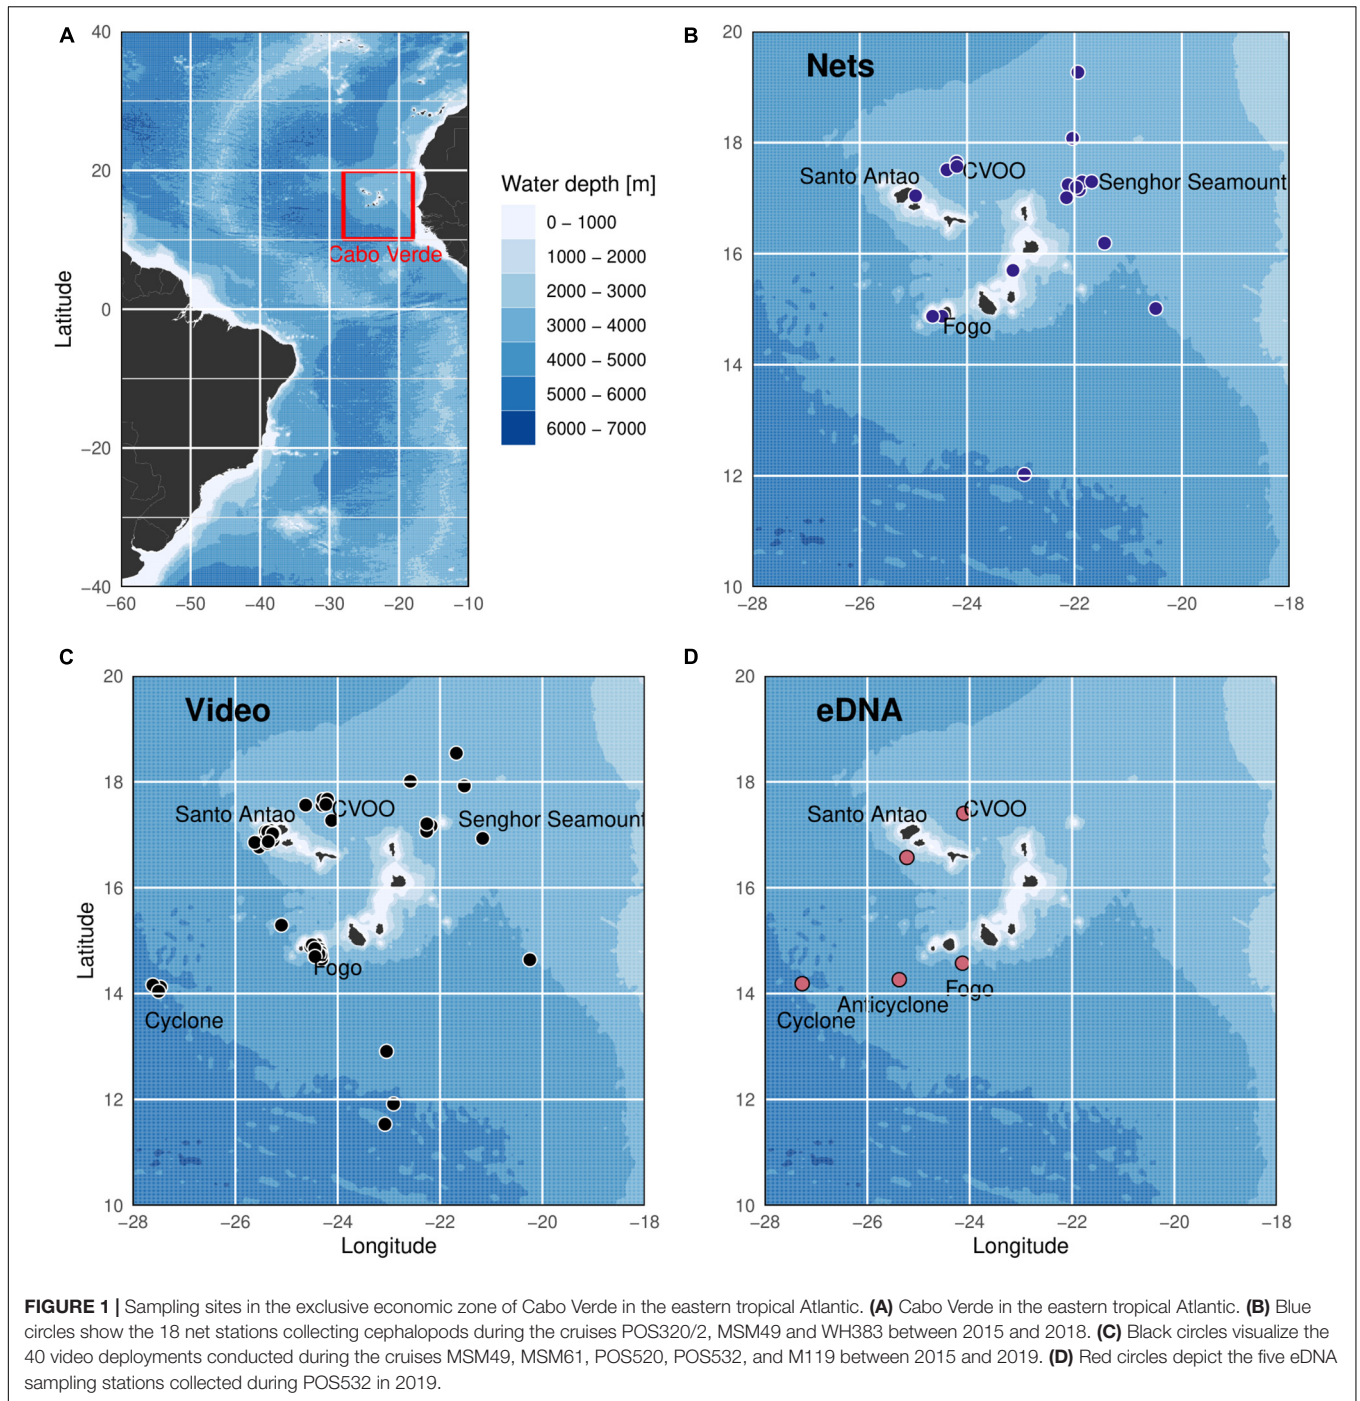 A
40
20
0
−20
−40
Latitude
−60
−50
−40
−30
−20
−10
Cabo Verde
Water depth [m]
0 − 1000
1000 − 2000
2000 − 3000
3000 − 4000
4000 − 5000
5000 − 6000
6000 − 7000
B
Nets
20
18
16
14
12
10
−28
−26
−24
−22
−20
−18
Santo Antao
CVOO
Senghor Seamount
Fogo
C
Video
20
18
16
14
12
10
Latitude
−28
−26
−24
−22
−20
−18
Longitude
Santo Antao
CVOO
Senghor Seamount
Fogo
Cyclone
D
eDNA
20
18
16
14
12
10
−28
−26
−24
−22
−20
−18
Longitude
Santo Antao
CVOO
Fogo
Anticyclone
Cyclone
FIGURE 1 | Sampling sites in the exclusive economic zone of Cabo Verde in the eastern tropical Atlantic. (A) Cabo Verde in the eastern tropical Atlantic. (B) Blue
circles show the 18 net stations collecting cephalopods during the cruises POS320/2, MSM49 and WH383 between 2015 and 2018. (C) Black circles visualize the
40 video deployments conducted during the cruises MSM49, MSM61, POS520, POS532, and M119 between 2015 and 2019. (D) Red circles depict the five eDNA
sampling stations collected during POS532 in 2019.